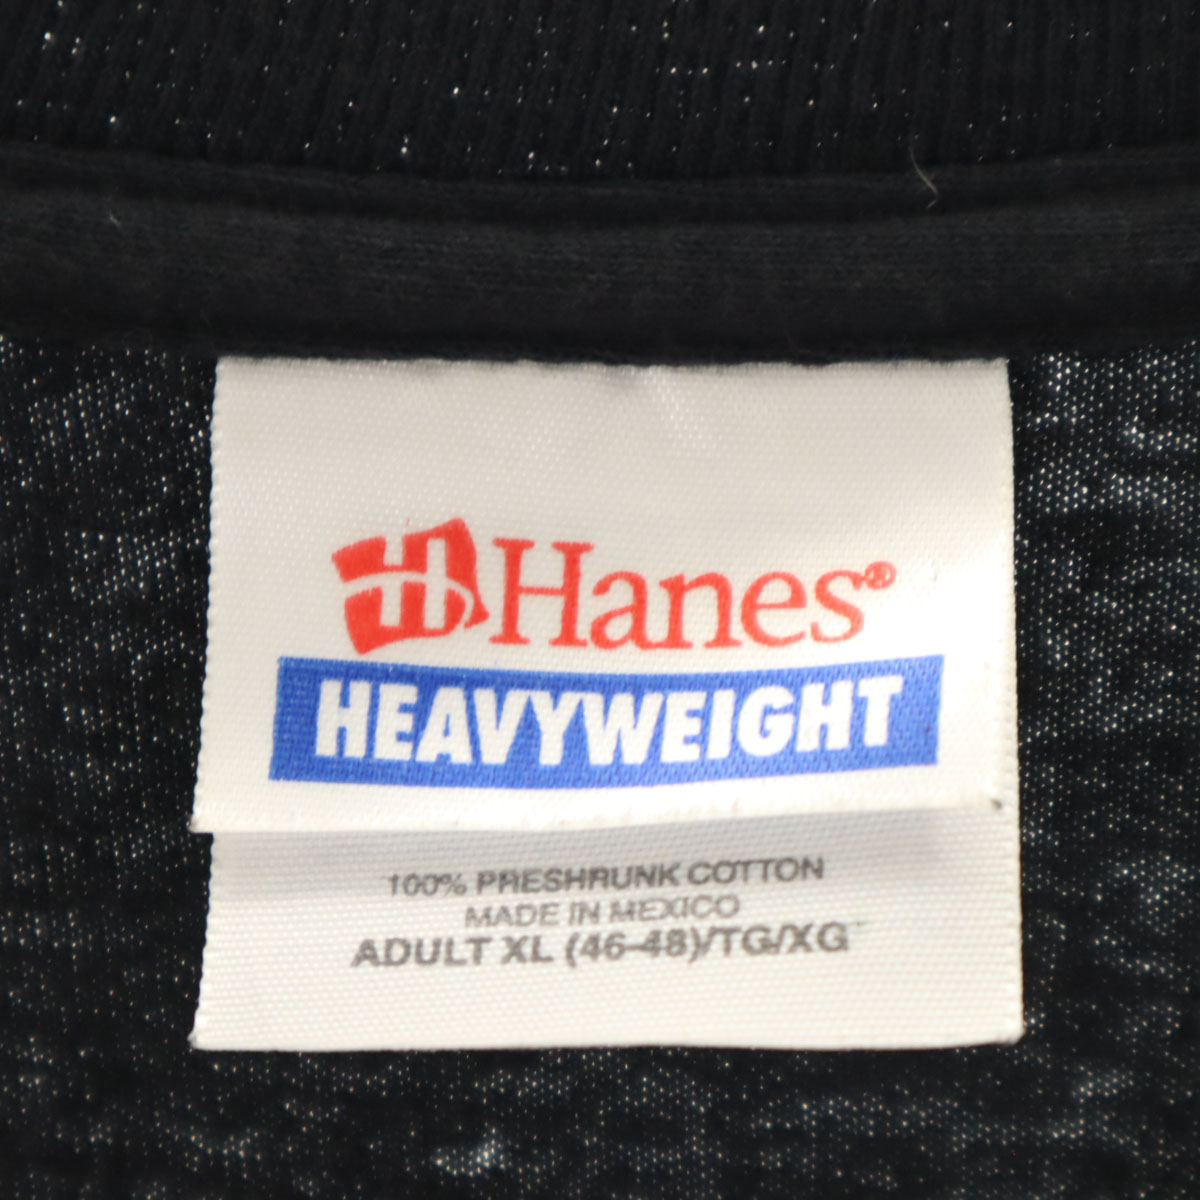 H Hanes®
HEAVYWEIGHT
100% PRESHRUNK COTTON
MADE IN MEXICO
ADULT XL (46-48)/TG/XG